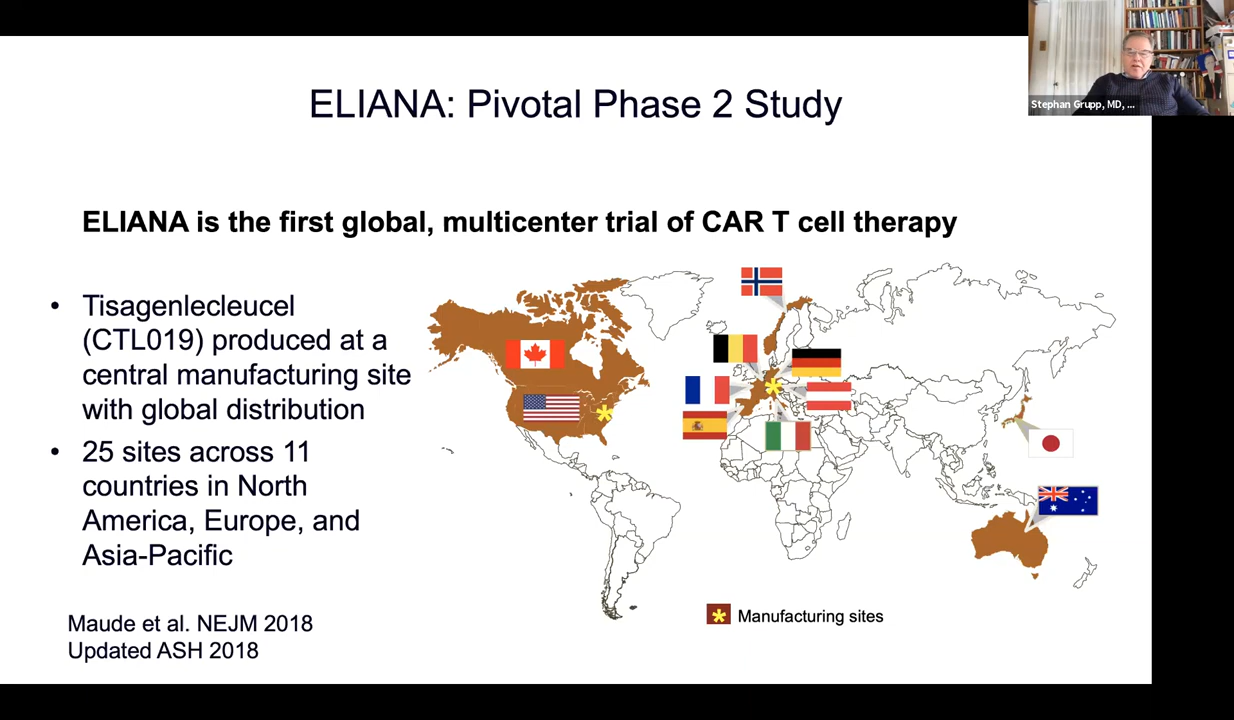 ELIANA: Pivotal Phase 2 Study
Stephan Grupp, MD, ...
ELIANA is the first global, multicenter trial of CAR T cell therapy
• Tisagenlecleucel
(CTL019) produced at a
central manufacturing site
with global distribution
• 25 sites across 11
countries in North
America, Europe, and
Asia-Pacific
Manufacturing sites
Maude et al. NEJM 2018
Updated ASH 2018